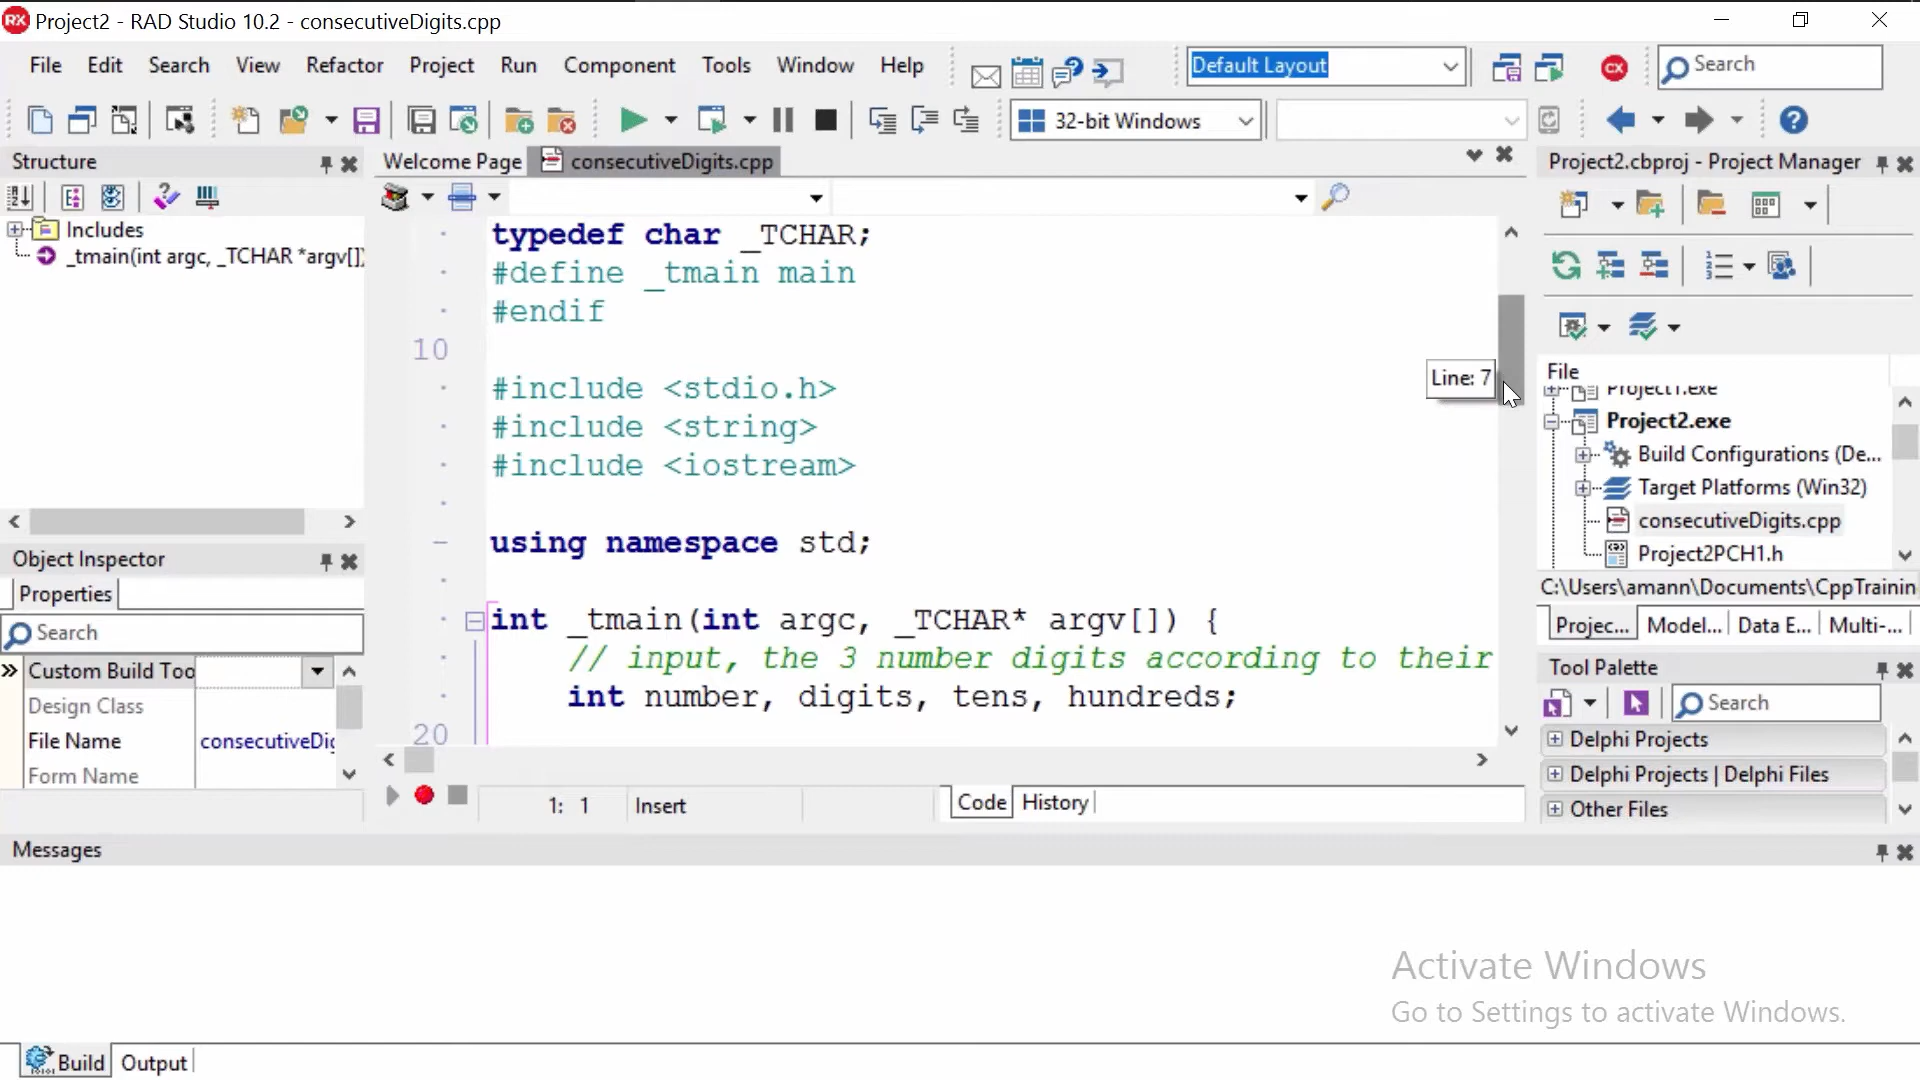 Project2 - RAD Studio 10.2 - consecutiveDigits.cpp
File Edit Search View Refactor Project Run Component Tools Window Help
Default Layout
Search
32-bit Windows
Structure
Includes
_tmain(int argc, _TCHAR *argv[])
Object Inspector
Properties
Search
Custom Build Too
Design Class
File Name consecutiveDig
Form Name
Welcome Page consecutiveDigits.cpp
typedef char _TCHAR;
#define _tmain main
#endif
10
#include <stdio.h>
#include <string>
#include <iostream>
using namespace std;
int _tmain(int argc, _TCHAR* argv[]) {
// input, the 3 number digits according to their
int number, digits, tens, hundreds;
20
Line: 7
1: 1 Insert
Code History
Project2.cbproj - Project Manager
File
Project1.exe
Project2.exe
Build Configurations (De...
Target Platforms (Win32)
consecutiveDigits.cpp
Project2PCH1.h
C:\Users\amann\Documents\CppTrainin
Projec... Model... Data E... Multi-...
Tool Palette
Search
Delphi Projects
Delphi Projects | Delphi Files
Other Files
Messages
Activate Windows
Go to Settings to activate Windows.
Build Output